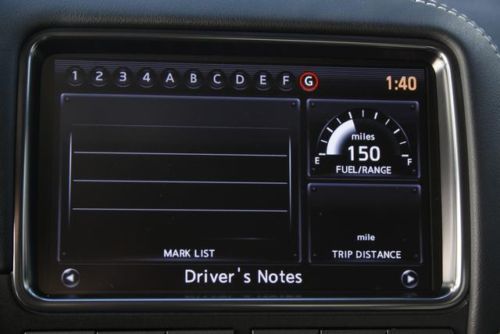 1 2 3 4 A B C D E F G 1:40
miles
150
E F
FUEL/RANGE
mile
MARK LIST TRIP DISTANCE
Driver's Notes